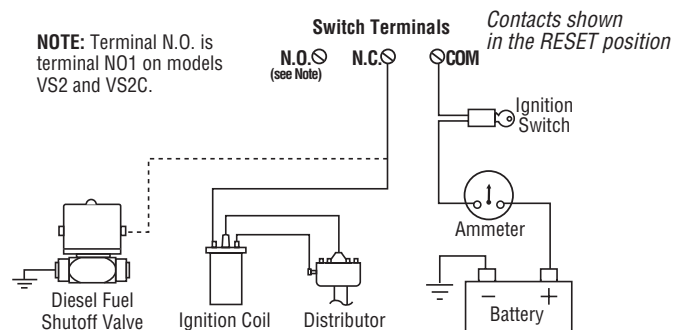 Switch Terminals
Contacts shown
in the RESET position
NOTE: Terminal N.O. is
terminal NO1 on models
VS2 and VS2C.
N.O.
(see Note)
N.C.
COM
Ignition
Switch
Ammeter
Diesel Fuel
Shutoff Valve
Ignition Coil
Distributor
− +
Battery